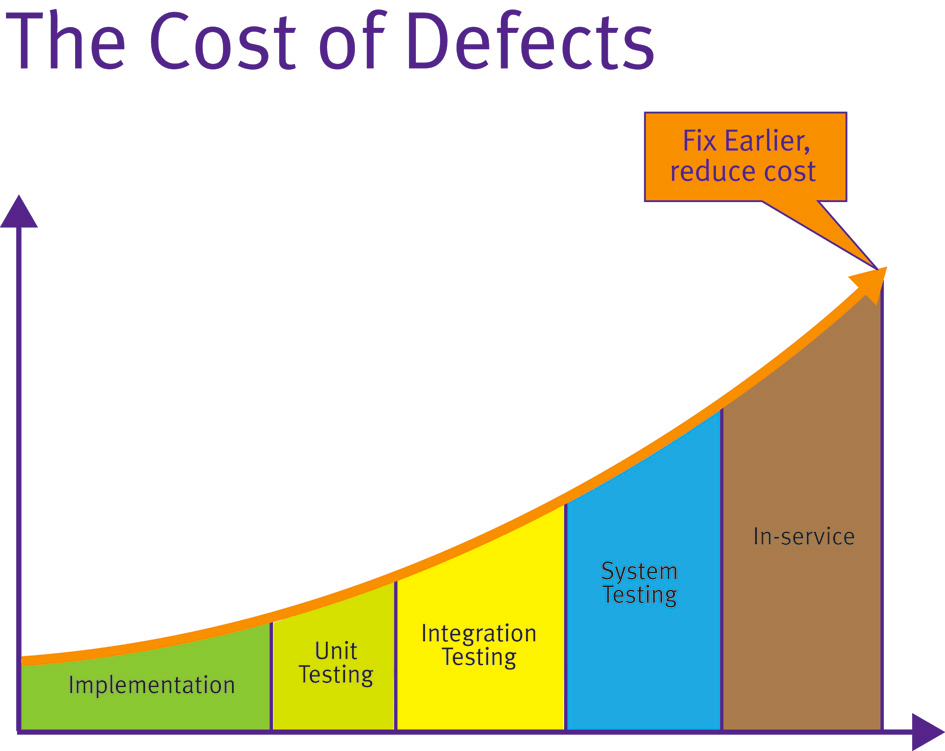 The Cost of Defects
Fix Earlier,
reduce cost
Implementation
Unit
Testing
Integration
Testing
System
Testing
In-service